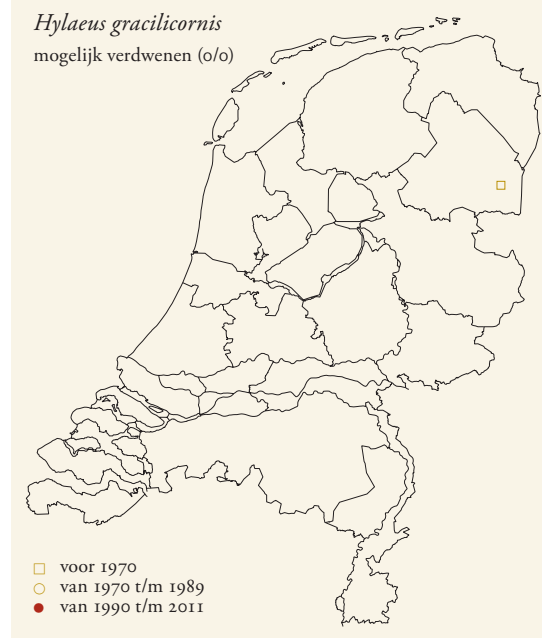 Hylaeus gracilicornis
mogelijk verdwenen (0/0)
voor 1970
van 1970 t/m 1989
van 1990 t/m 2011